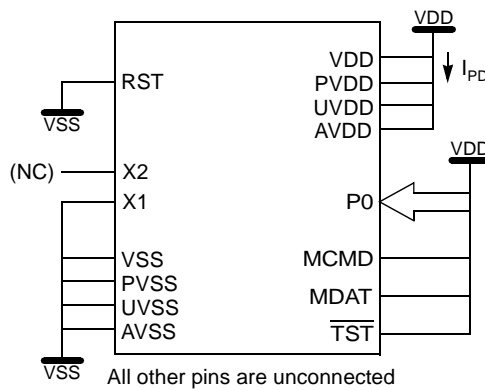 VDD
VDD
PVDD
UVDD
AVDD
I_PD
RST
VSS
VDD
(NC)
X2
X1
P0
VSS
PVSS
UVSS
AVSS
MCMD
MDAT
TST
VSS
All other pins are unconnected